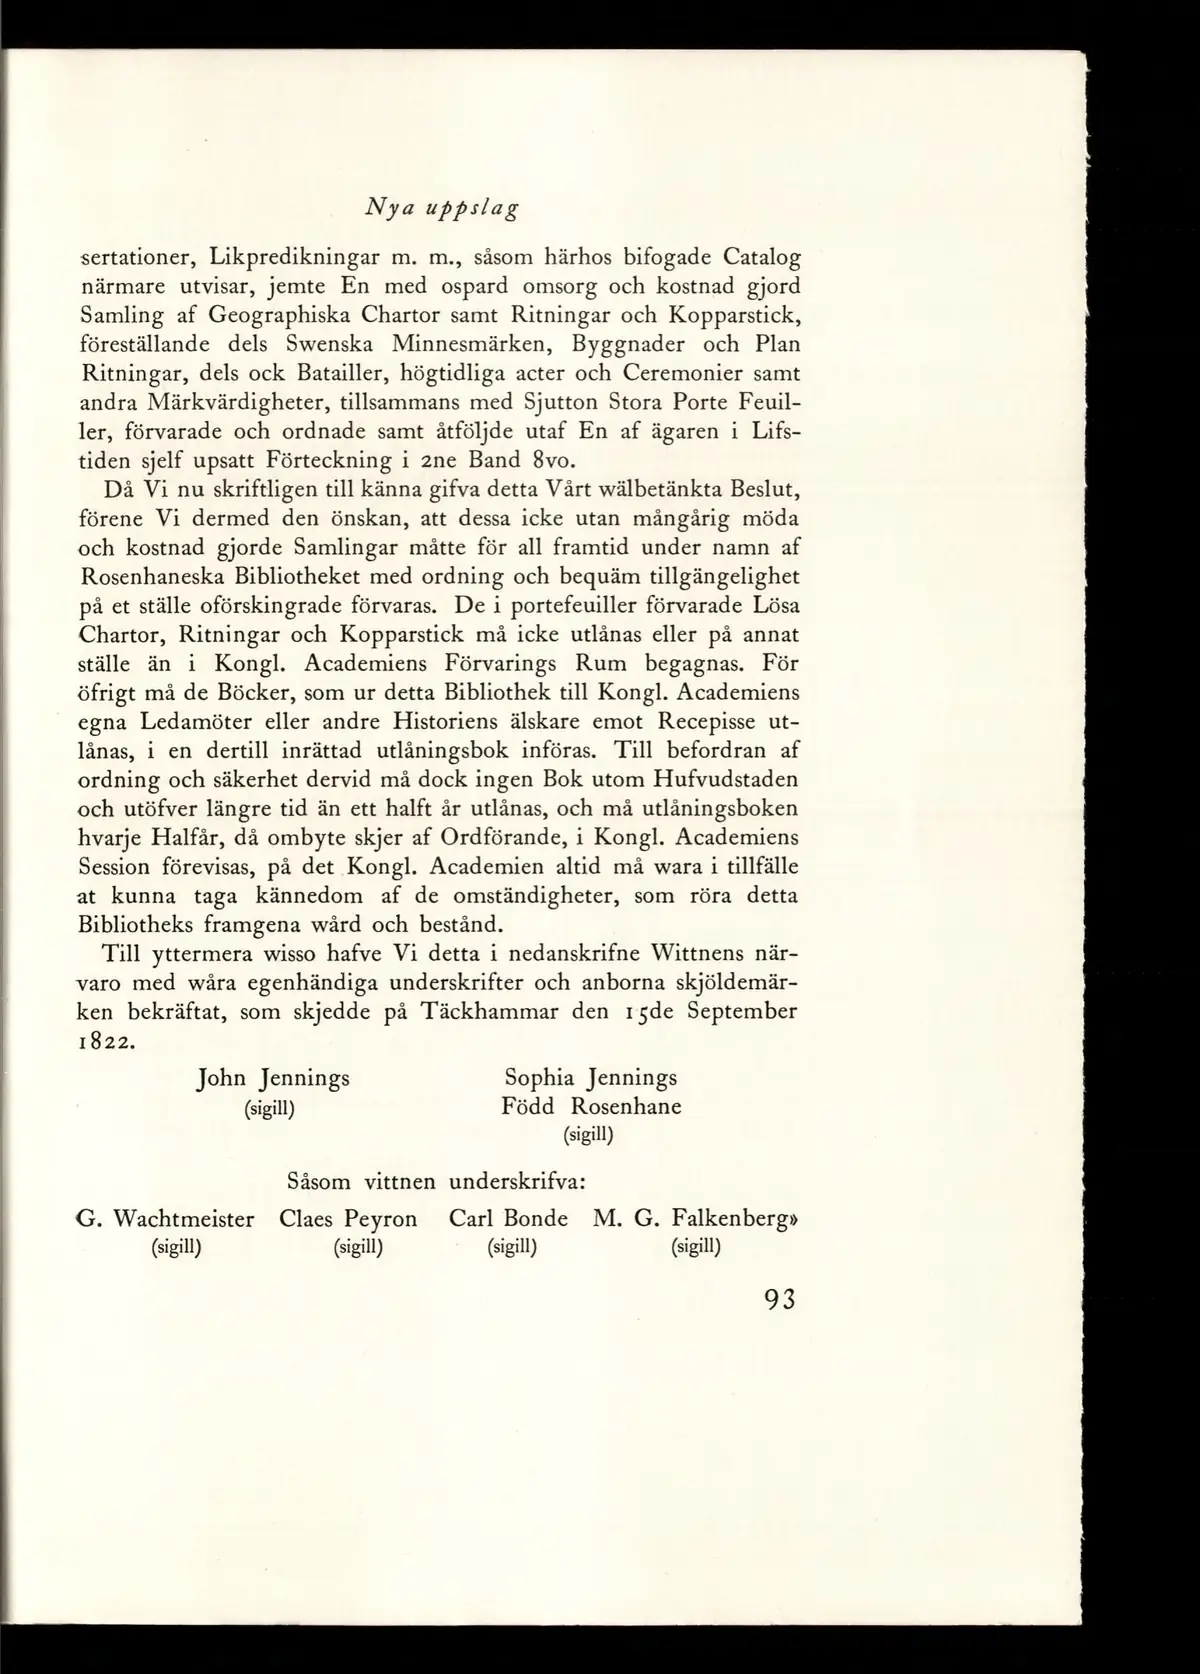 Nya uppslag
sertationer, Likpredikningar m. m., såsom härhos bifogade Catalog
närmare utvisar, jemte En med ospard omsorg och kostnad gjord
Samling af Geographiska Chartor samt Ritningar och Kopparstick,
föreställande dels Swenska Minnesmärken, Byggnader och Plan
Ritningar, dels ock Batailler, högtidliga acter och Ceremonier samt
andra Märkvärdigheter, tillsammans med Sjutton Stora Porte Feuil-
ler, förvarade och ordnade samt åtföljde utaf En af ägaren i Lifs-
tiden sjelf upsatt Förteckning i 2ne Band 8vo.
Då Vi nu skriftligen till känna gifva detta Vårt wälbetänkta Beslut,
förene Vi dermed den önskan, att dessa icke utan mångårig möda
och kostnad gjorde Samlingar måtte för all framtid under namn af
Rosenhaneska Bibliotheket med ordning och bequäm tillgängelighet
på et ställe oförskingrade förvaras. De i portefeuiller förvarade Lösa
Chartor, Ritningar och Kopparstick må icke utlånas eller på annat
ställe än i Kongl. Academiens Förvarings Rum begagnas. För
öfrigt må de Böcker, som ur detta Bibliothek till Kongl. Academiens
egna Ledamöter eller andre Historiens älskare emot Recepisse ut-
lånas, i en dertill inrättad utlåningsbok införas. Till befordran af
ordning och säkerhet dervid må dock ingen Bok utom Hufvudstaden
och utöfver längre tid än ett halft år utlånas, och må utlåningsboken
hvarje Halfår, då ombyte skjer af Ordförande, i Kongl. Academiens
Session förevisas, på det Kongl. Academien altid må wara i tillfälle
at kunna taga kännedom af de omständigheter, som röra detta
Bibliotheks framgena wård och bestånd.
Till yttermera wisso hafve Vi detta i nedanskrifne Wittnens när-
varo med wåra egenhändiga underskrifter och anborna skjöldemär-
ken bekräftat, som skjedde på Täckhammar den 15de September
1822.
John Jennings Sophia Jennings
(sigill) Född Rosenhane
(sigill)
Såsom vittnen underskrifva:
G. Wachtmeister Claes Peyron Carl Bonde M. G. Falkenberg»
(sigill) (sigill) (sigill) (sigill)
93